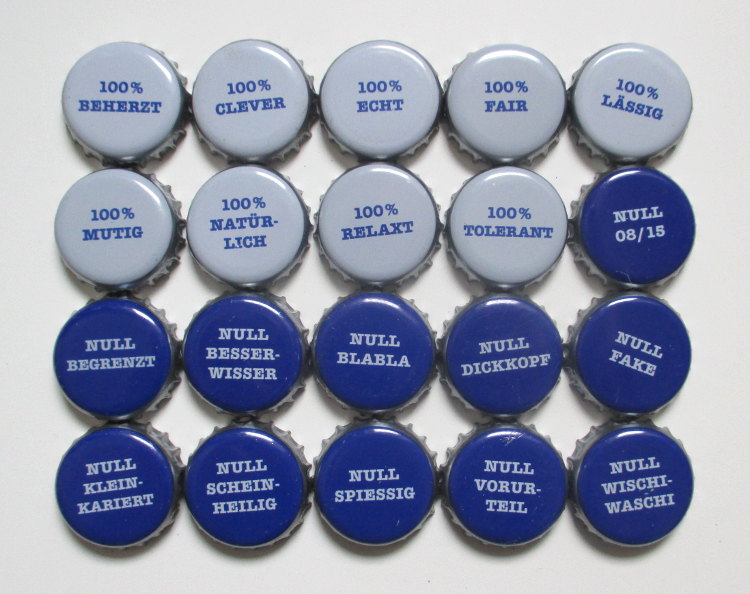 100%
BEHERZT
100%
CLEVER
100%
ECHT
100%
FAIR
100%
LÄSSIG
100%
MUTIG
100%
NATÜR-
LICH
100%
RELAXT
100%
TOLERANT
NULL
08/15
NULL
BEGRENZT
NULL
BESSER-
WISSER
NULL
BLABLA
NULL
DICKKOPF
NULL
FAKE
NULL
KLEIN-
KARIERT
NULL
SCHEIN-
HEILIG
NULL
SPIESSIG
NULL
VORUR-
TEIL
NULL
WISCHI-
WASCHI